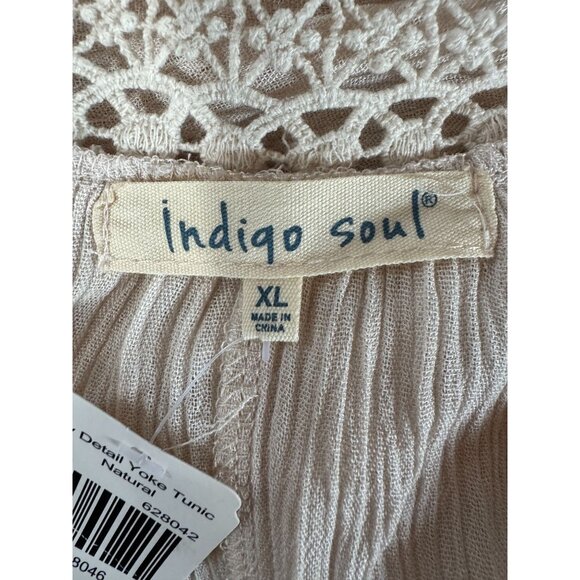 indigo soul®
XL
MADE IN
CHINA
Detail Yoke Tunic
Natural
628042
8046